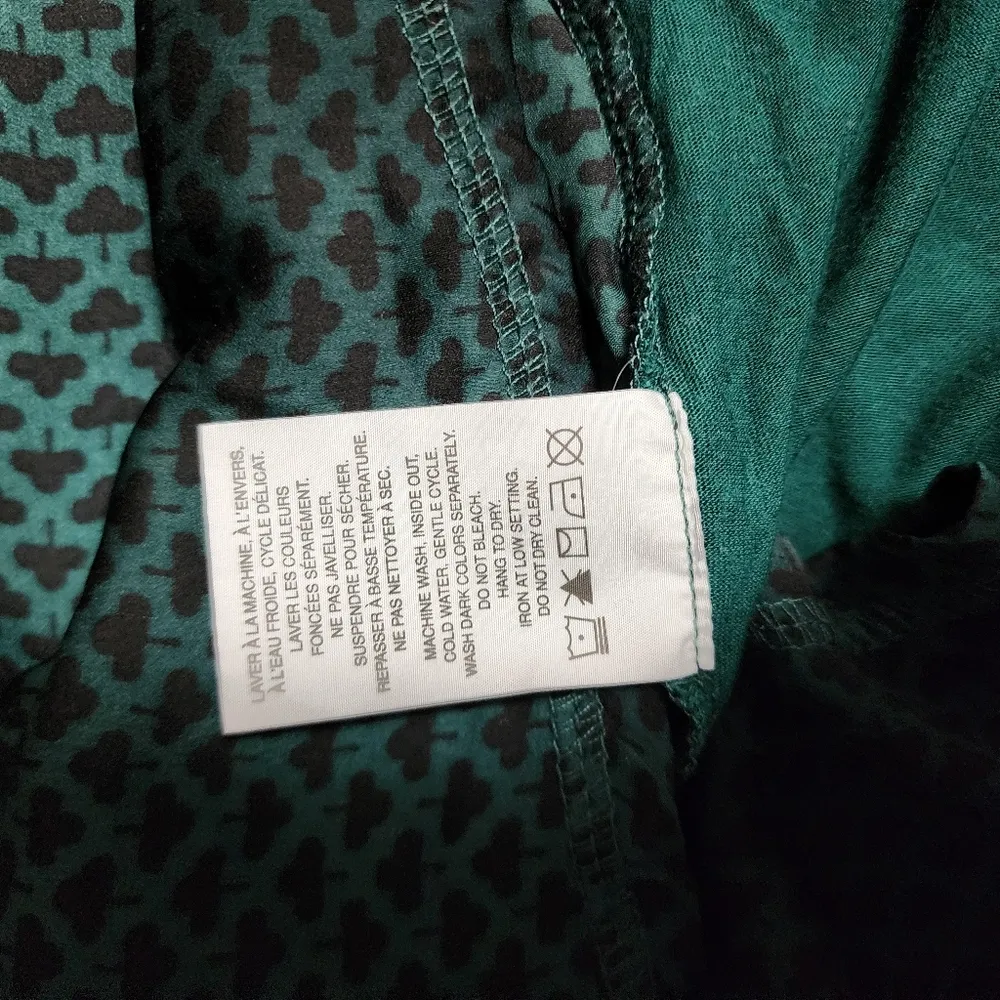 LAVER À LA MACHINE, À L'ENVERS,
À L'EAU FROIDE, CYCLE DÉLICAT.
LAVER LES COULEURS
FONCÉES SÉPARÉMENT.
NE PAS JAVELLISER.
SUSPENDRE POUR SÉCHER.
REPASSER À BASSE TEMPÉRATURE.
NE PAS NETTOYER À SEC.
MACHINE WASH, INSIDE OUT,
COLD WATER, GENTLE CYCLE.
WASH DARK COLORS SEPARATELY.
DO NOT BLEACH.
HANG TO DRY.
IRON AT LOW SETTING.
DO NOT DRY CLEAN.